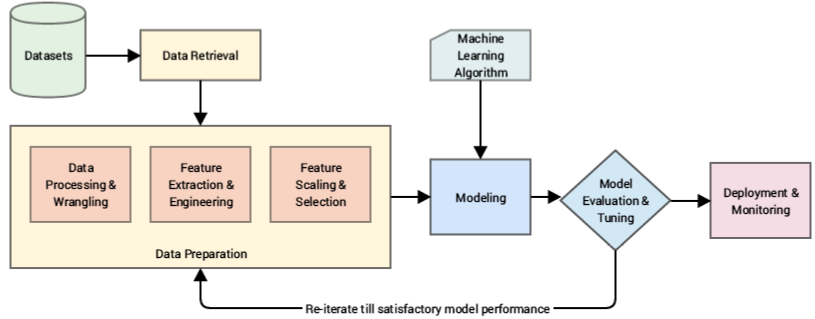 Datasets
Data Retrieval
Machine
Learning
Algorithm
Data
Processing &
Wrangling
Feature
Extraction &
Engineering
Feature
Scaling &
Selection
Data Preparation
Modeling
Model
Evaluation &
Tuning
Deployment &
Monitoring
Re-iterate till satisfactory model performance